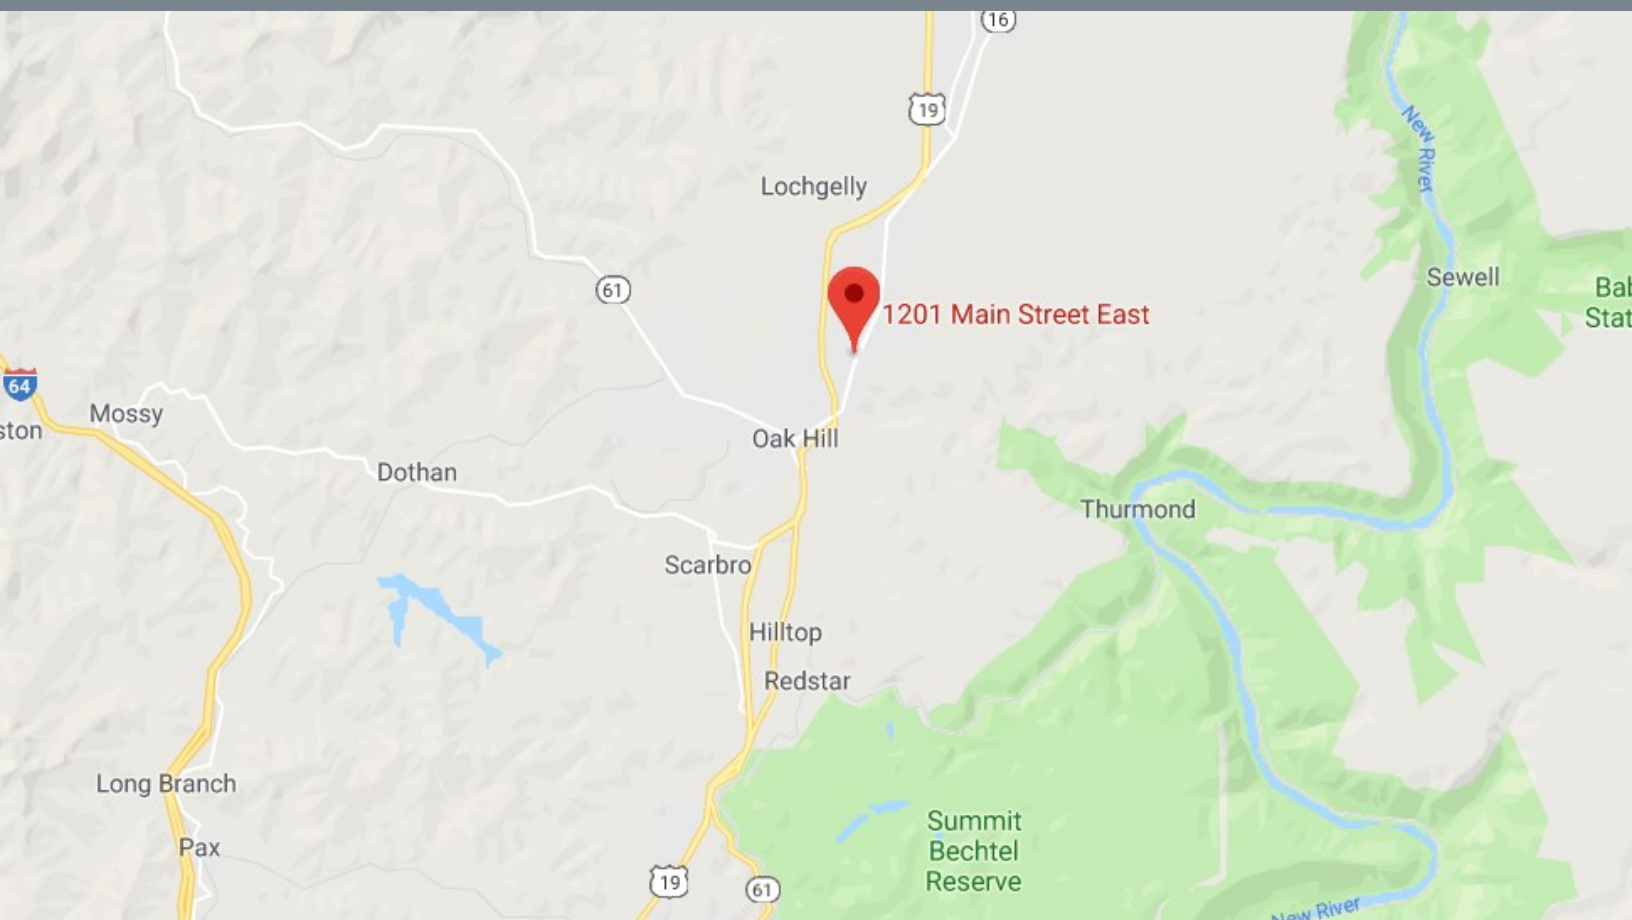 16
19
New River
Lochgelly
Sewell
61
Bab
Stat
1201 Main Street East
64
Mossy
ston
Oak Hill
Dothan
Thurmond
Scarbro
Hilltop
Redstar
Long Branch
Summit
Bechtel
Reserve
Pax
19
61
New River